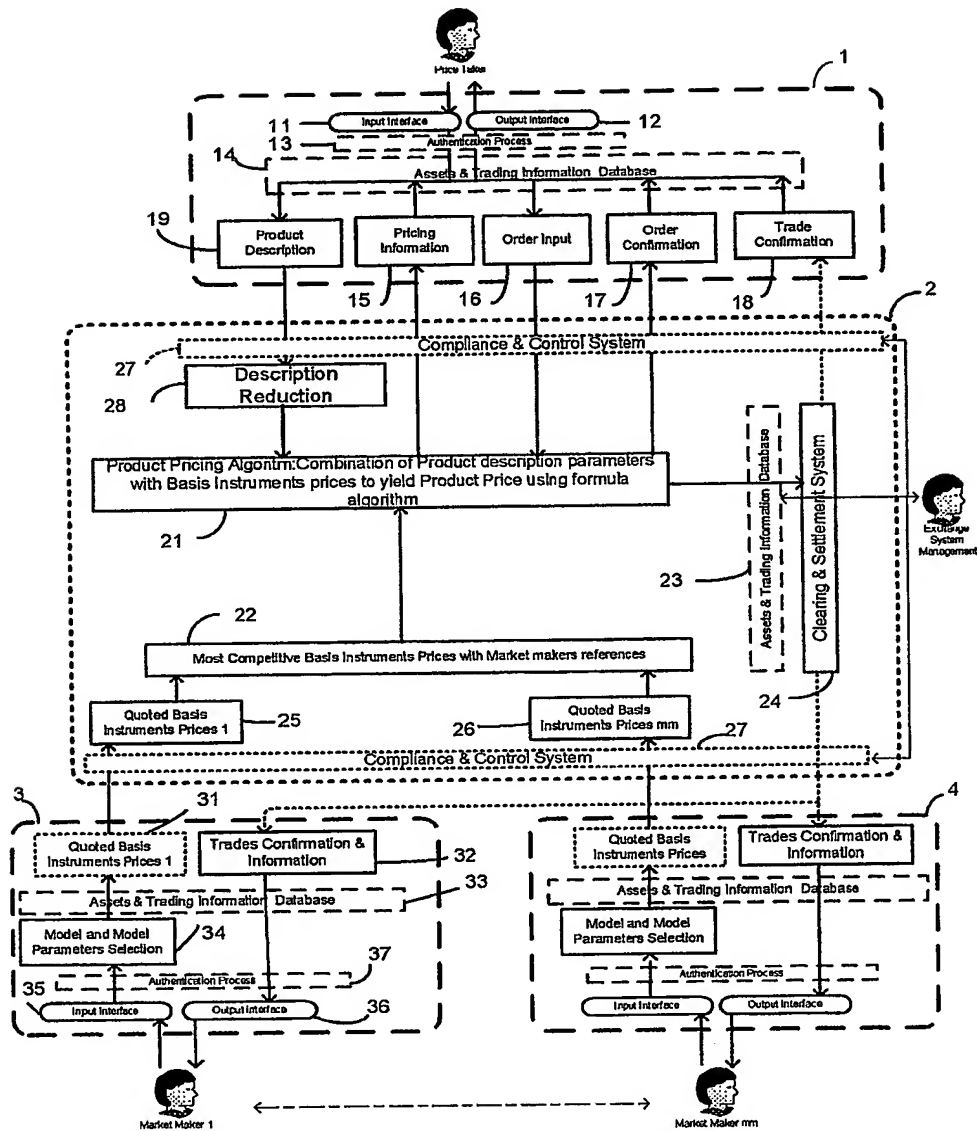 Price Taker
1
11
Input Interface
Output Interface
12
13
Authentication Process
14
Assets & Trading Information Database
19
Product
Description
Pricing
Information
Order Input
Order
Confirmation
Trade
Confirmation
15
16
17
18
2
27
Compliance & Control System
28
Description
Reduction
Product Pricing Algoritm:Combination of Product description parameters
with Basis Instruments prices to yield Product Price using formula
algorithm
21
Assets & Trading Information Database
Clearing & Settlement System
Exchange
System
Management
23
22
Most Competitive Basis Instruments Prices with Market makers references
24
Quoted Basis
Instruments Prices 1
25
26
Quoted Basis
Instruments Prices mm
27
Compliance & Control System
3
31
4
Quoted Basis
Instruments Prices 1
Trades Confirmation &
Information
32
Quoted Basis
Instruments Prices
Trades Confirmation &
Information
Assets & Trading Information Database
33
Assets & Trading Information Database
Model and Model
Parameters Selection
34
Model and Model
Parameters Selection
37
Authentication Process
Authentication Process
35
Input Interface
Output Interface
36
Input Interface
Output Interface
Market Maker 1
Market Maker mm